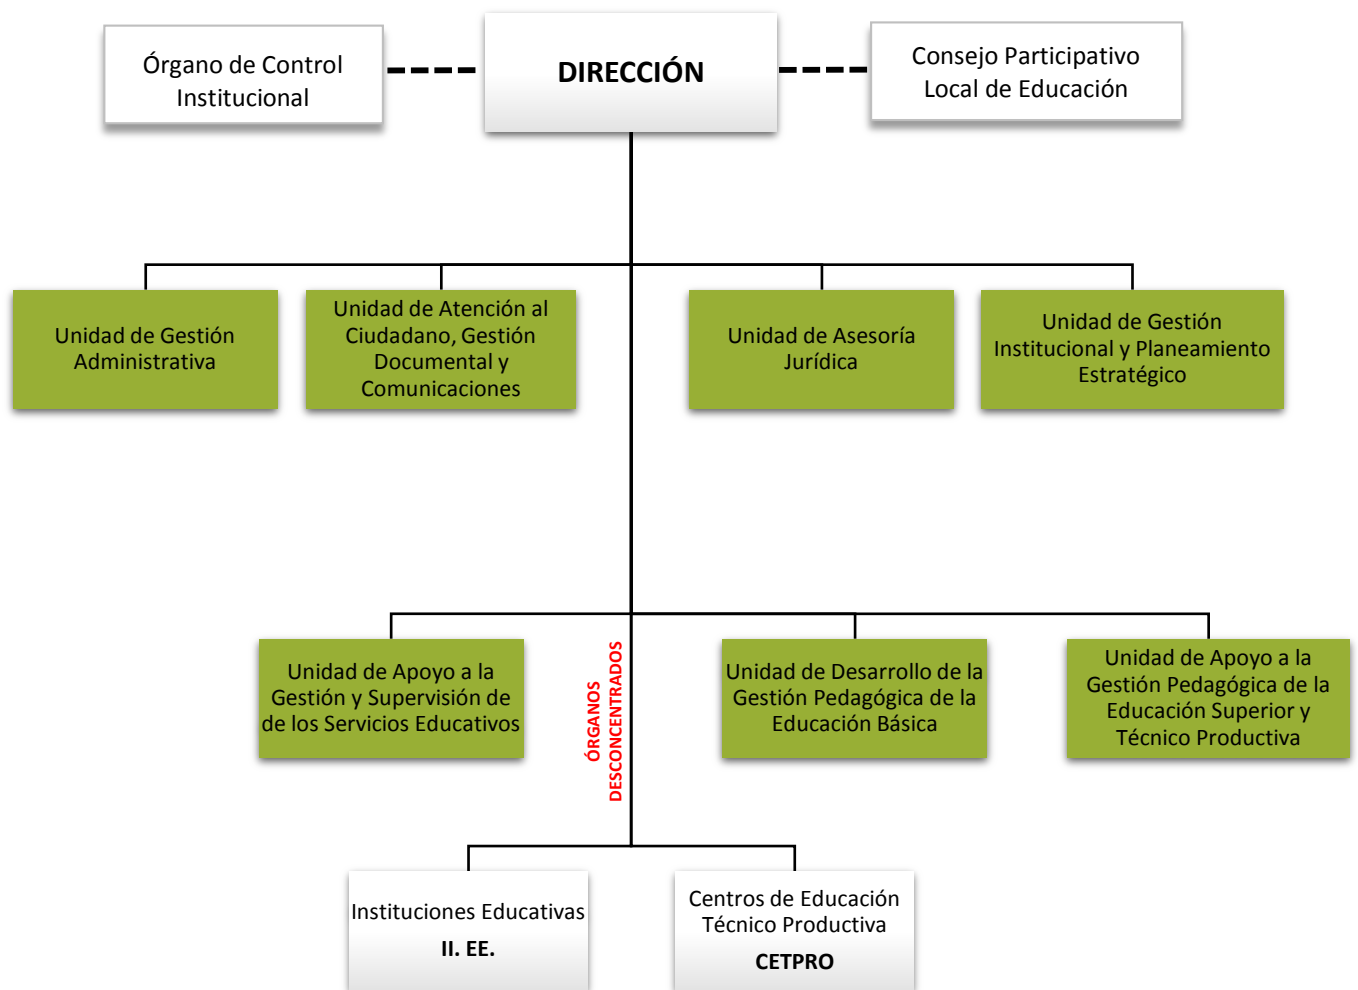 Órgano de Control
Institucional
DIRECCIÓN
Consejo Participativo
Local de Educación
Unidad de Gestión
Administrativa
Unidad de Atención al
Ciudadano, Gestión
Documental y
Comunicaciones
Unidad de Asesoría
Jurídica
Unidad de Gestión
Institucional y Planeamiento
Estratégico
Unidad de Apoyo a la
Gestión y Supervisión de
de los Servicios Educativos
ÓRGANOS
DESCONCENTRADOS
Unidad de Desarrollo de la
Gestión Pedagógica de la
Educación Básica
Unidad de Apoyo a la
Gestión Pedagógica de la
Educación Superior y
Técnico Productiva
Instituciones Educativas
II. EE.
Centros de Educación
Técnico Productiva
CETPRO